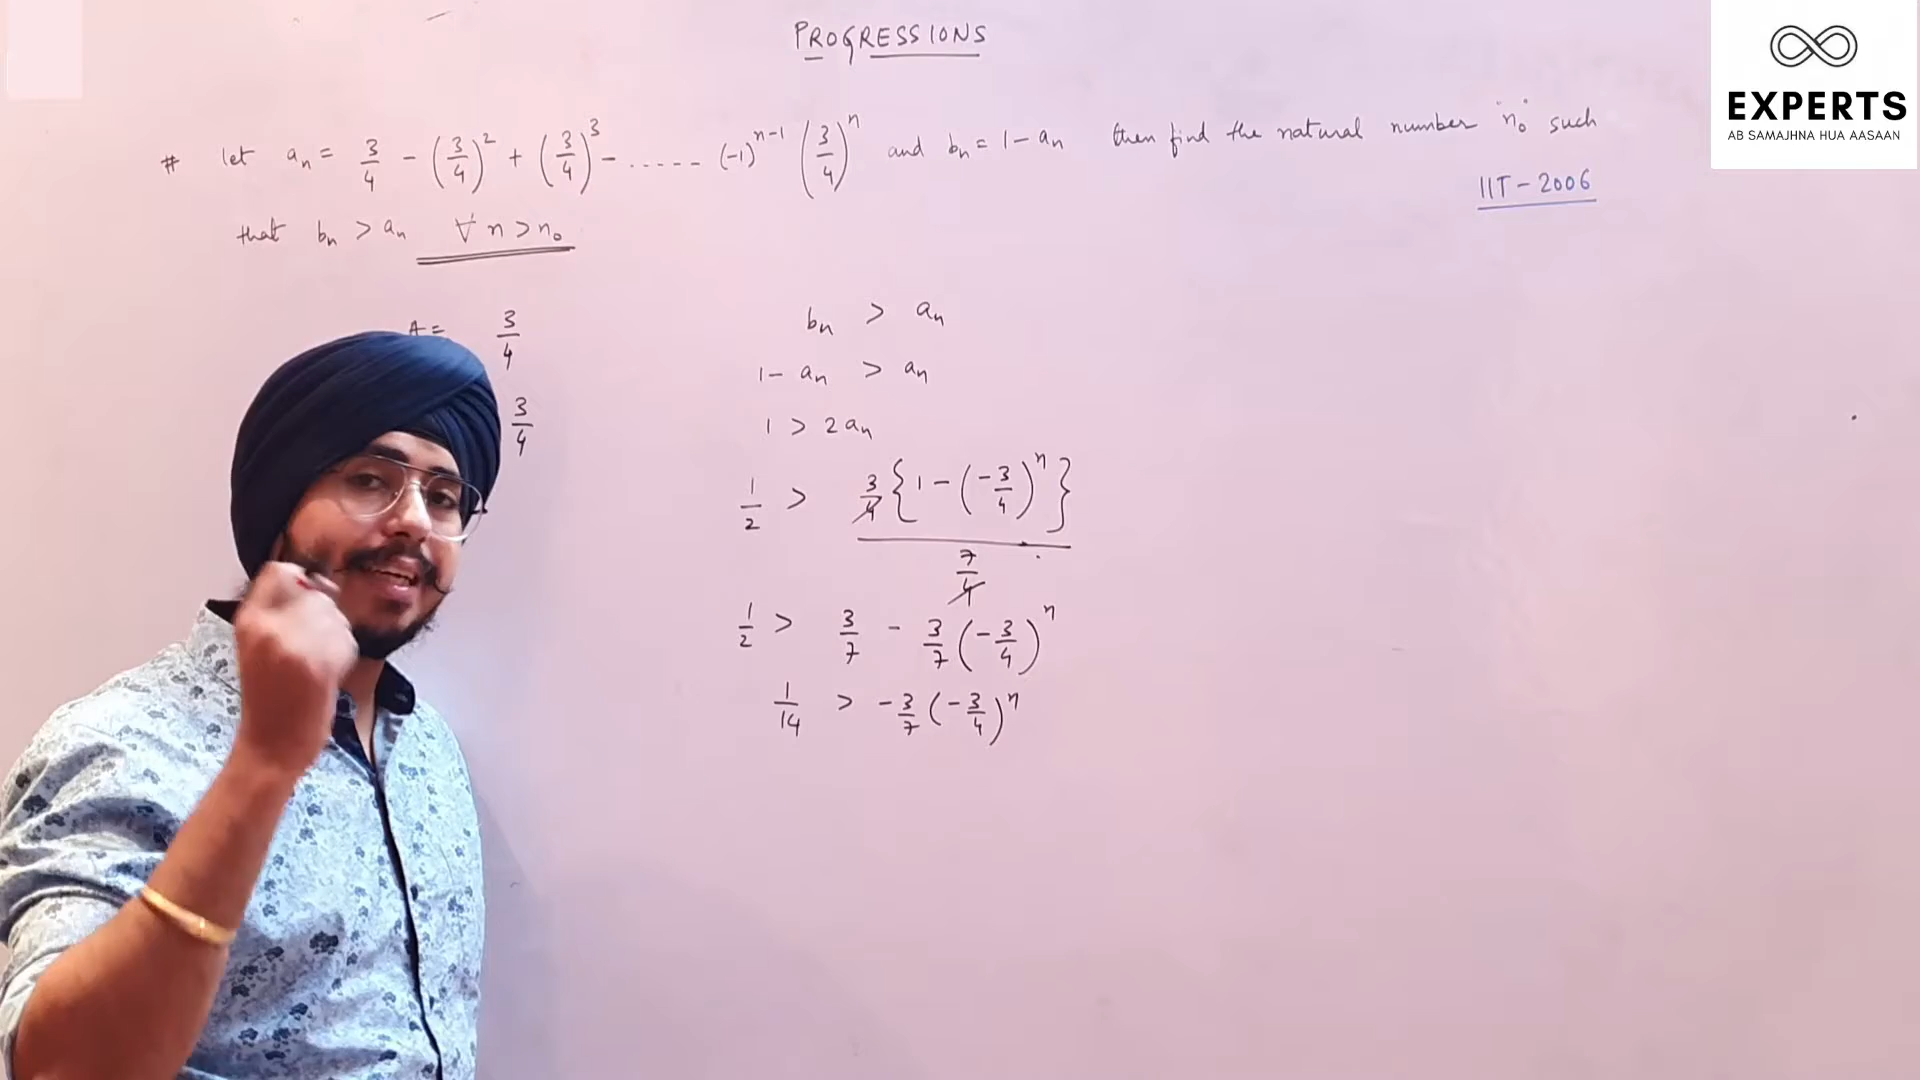 PROGRESSIONS
EXPERTS
AB SAMAJHNA HUA AASAAN
# let aₙ = 3/4 - (3/4)² + (3/4)³ - ...... (-1)ⁿ⁻¹ (3/4)ⁿ and bₙ = 1 - aₙ then find the natural number "n₀" such
IIT - 2006
that bₙ > aₙ ∀ n > n₀
A = 3/4
3/4
bₙ > aₙ
1 - aₙ > aₙ
1 > 2aₙ
1/2 > 3/4 {1 - (-3/4)ⁿ} / 7/4
1/2 > 3/7 - 3/7 (-3/4)ⁿ
1/14 > -3/7 (-3/4)ⁿ